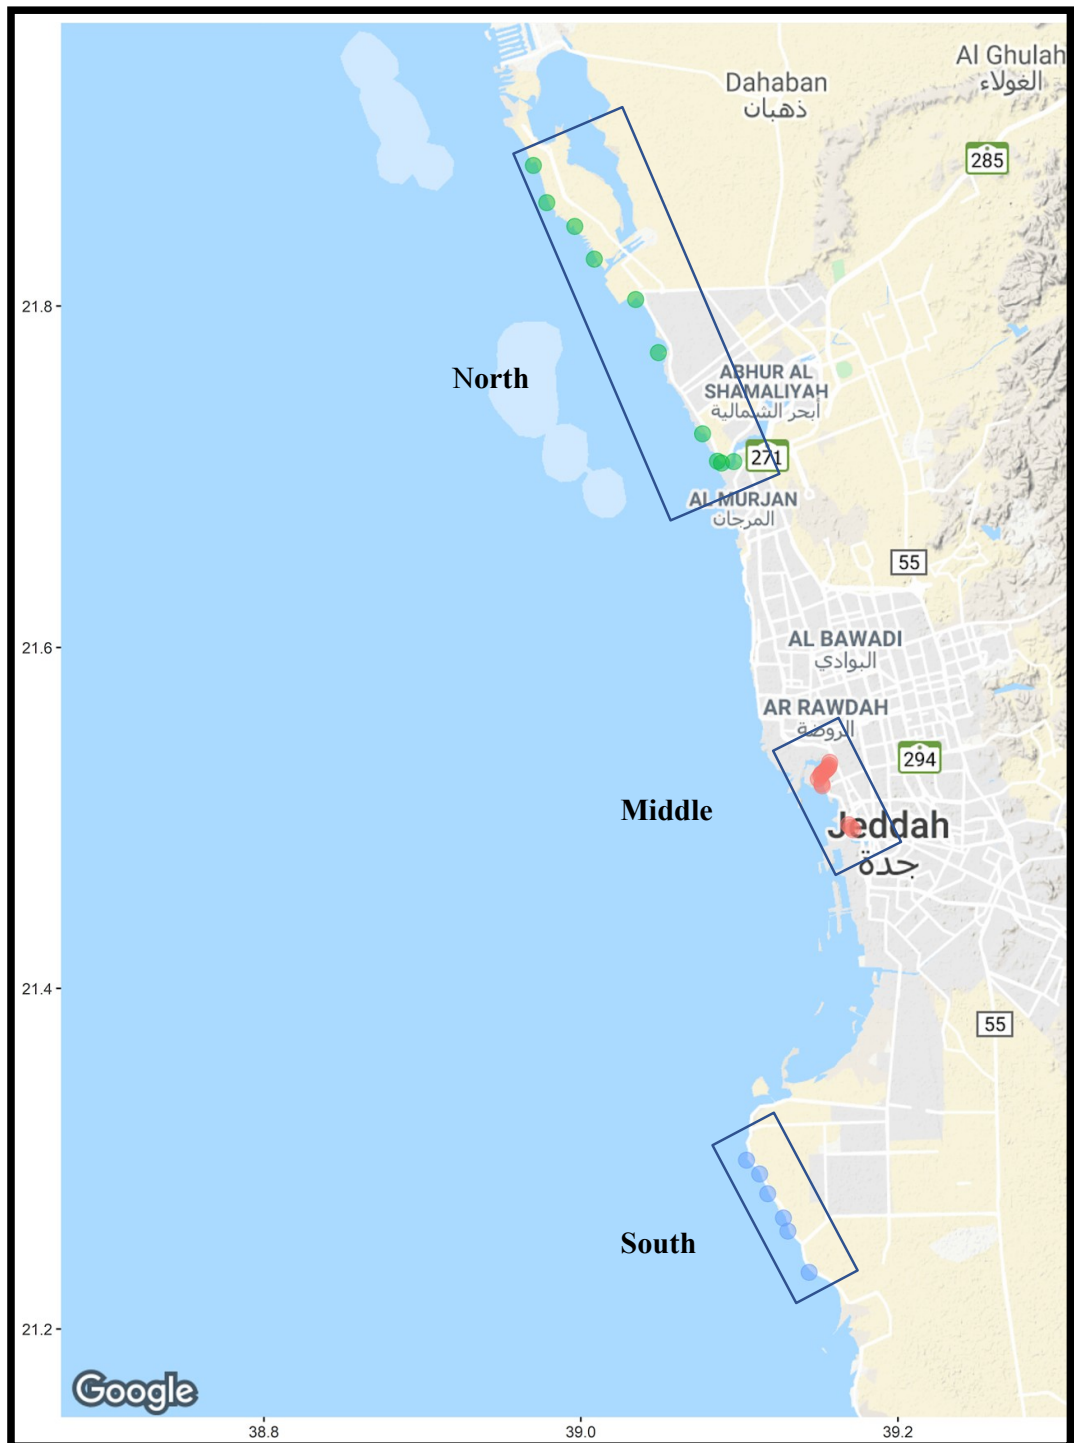 Al Ghulah
الغولاء
Dahaban
ذهبان
285
21.8
North
ABHUR AL
SHAMALIYAH
أبحر الشمالية
271
AL MURJAN
المرجان
55
21.6
AL BAWADI
البوادي
AR RAWDAH
الروضة
294
Middle
Jeddah
جدة
21.4
55
South
21.2
Google
38.8
39.0
39.2